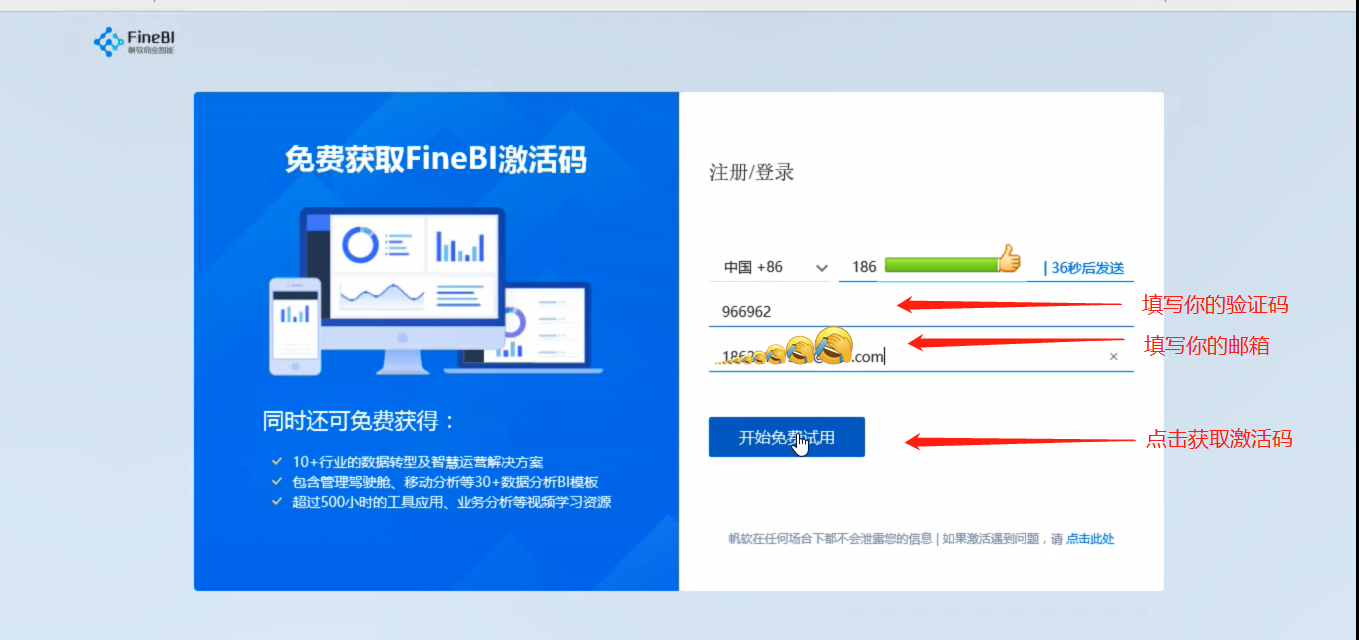 FineBI
帆软商业智能
免费获取FineBI激活码
注册/登录
中国 +86
186
| 36秒后发送
966962
填写你的验证码
.com
填写你的邮箱
×
开始免费试用
点击获取激活码
同时还可免费获得：
10+行业的数据转型及智慧运营解决方案
包含管理驾驶舱、移动分析等30+数据分析BI模板
超过500小时的工具应用、业务分析等视频学习资源
帆软在任何场合下都不会泄露您的信息 | 如果激活遇到问题，请 点击此处